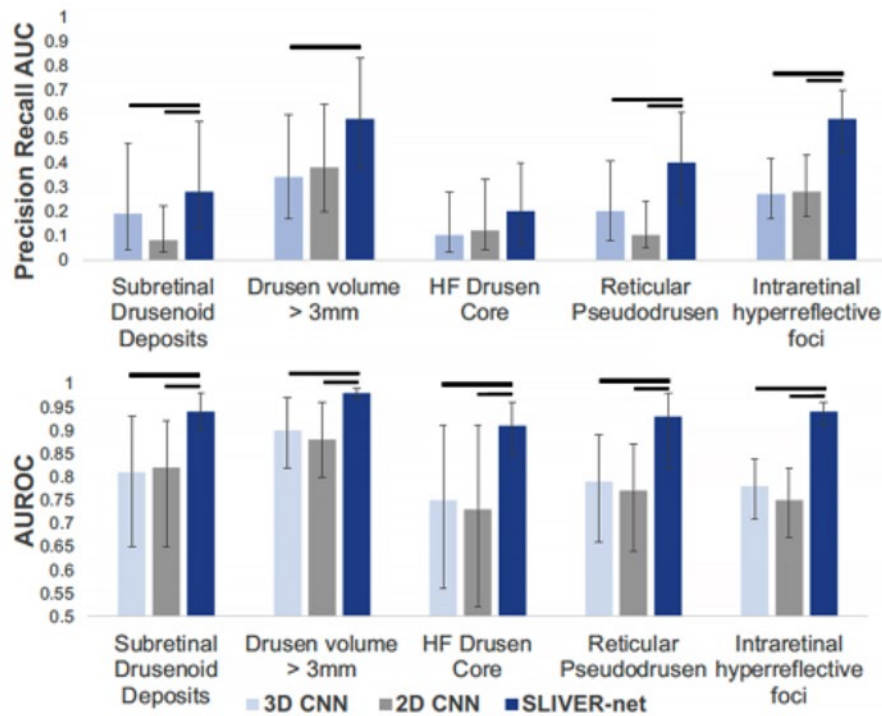 Precision Recall AUC
1
0.9
0.8
0.7
0.6
0.5
0.4
0.3
0.2
0.1
0
Subretinal Drusen volume HF Drusen Reticular Intraretinal
Drusenoid > 3mm Core Pseudodrusen hyperreflective
Deposits foci
AUROC
1
0.95
0.9
0.85
0.8
0.75
0.7
0.65
0.6
0.55
0.5
Subretinal Drusen volume HF Drusen Reticular Intraretinal
Drusenoid > 3mm Core Pseudodrusen hyperreflective
Deposits foci
3D CNN 2D CNN SLIVER-net